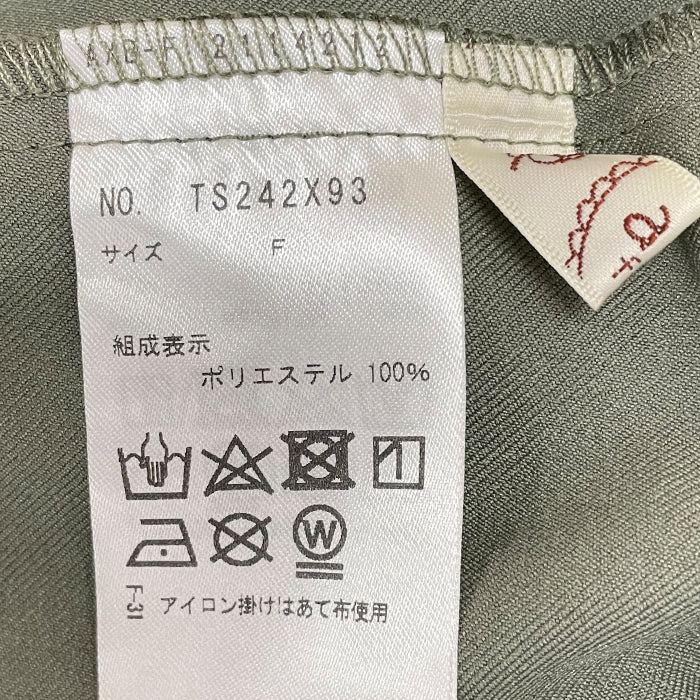 NO. TS242X93
サイズ F
組成表示
ポリエステル 100%
W
F-31 アイロン掛けはあて布使用